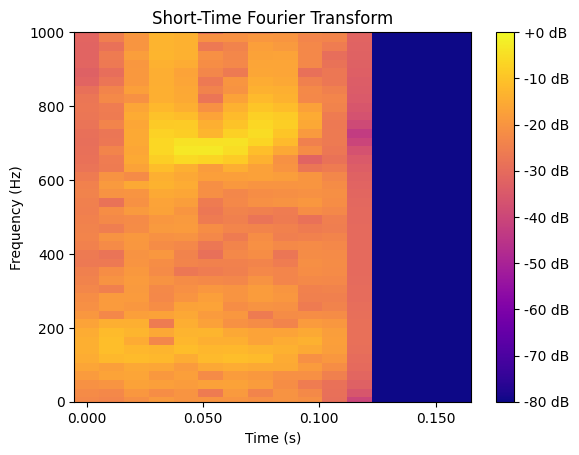 Short-Time Fourier Transform
1000
800
600
400
200
0
Frequency (Hz)
0.000
0.050
0.100
0.150
Time (s)
+0 dB
-10 dB
-20 dB
-30 dB
-40 dB
-50 dB
-60 dB
-70 dB
-80 dB